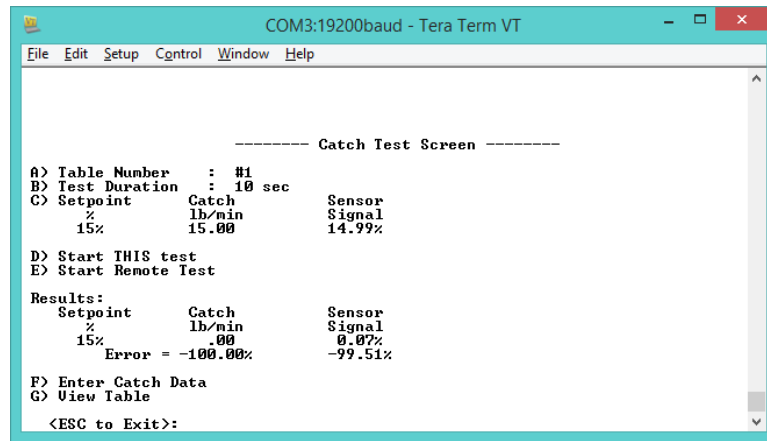 COM3:19200baud - Tera Term VT
File Edit Setup Control Window Help
-------- Catch Test Screen --------
A) Table Number : #1
B) Test Duration : 10 sec
C) Setpoint Catch Sensor
% lb/min Signal
15% 15.00 14.99%
D) Start THIS test
E) Start Remote Test
Results:
Setpoint Catch Sensor
% lb/min Signal
15% .00 0.07%
Error = -100.00% -99.51%
F) Enter Catch Data
G) View Table
<ESC to Exit>: